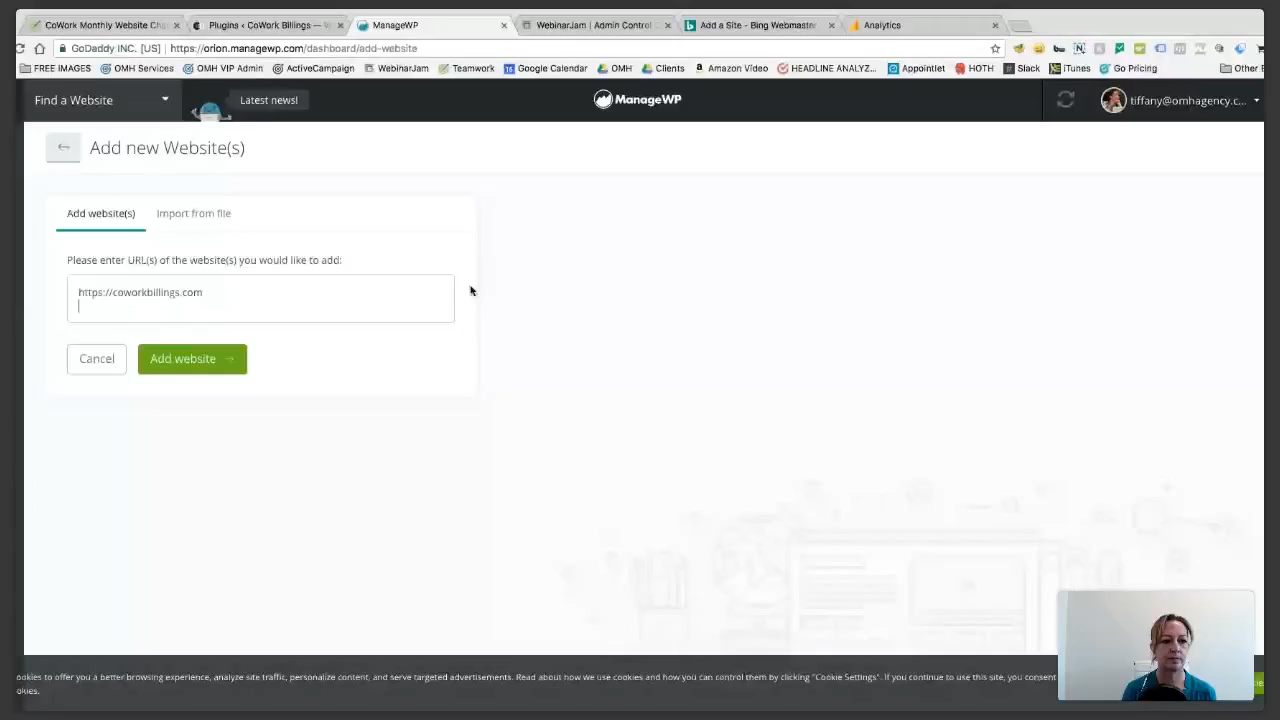 CoWork Monthly Website Che
Plugins ‹ CoWork Billings — W
ManageWP
WebinarJam | Admin Control
Add a Site - Bing Webmaster
Analytics
GoDaddy INC. [US]
https://orion.managewp.com/dashboard/add-website
FREE IMAGES
OMH Services
OMH VIP Admin
ActiveCampaign
WebinarJam
Teamwork
Google Calendar
OMH
Clients
Amazon Video
HEADLINE ANALYZ...
Appointlet
HOTH
Slack
iTunes
Go Pricing
Other B
Find a Website
Latest news!
ManageWP
tiffany@omhagency.c...
Add new Website(s)
Add website(s)
Import from file
Please enter URL(s) of the website(s) you would like to add:
https://coworkbillings.com
Cancel
Add website
ookies to offer you a better browsing experience, analyze site traffic, personalize content, and serve targeted advertisements. Read about how we use cookies and how you can control them by clicking "Cookie Settings". If you continue to use this site, you consent
okies.